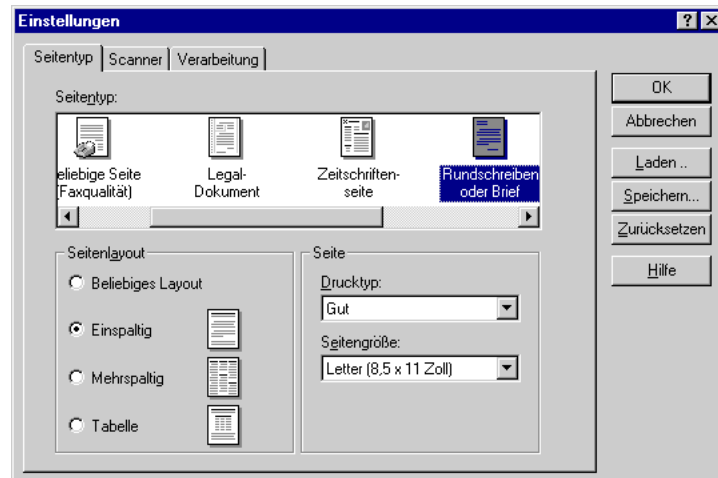 Einstellungen
Seitentyp Scanner Verarbeitung
Seitentyp:
eliebige Seite
(Faxqualität)
Legal-
Dokument
Zeitschriften-
seite
Rundschreiben
oder Brief
Seitenlayout
Beliebiges Layout
Einspaltig
Mehrspaltig
Tabelle
Seite
Drucktyp:
Gut
Seitengröße:
Letter (8,5 x 11 Zoll)
OK
Abbrechen
Laden ..
Speichern...
Zurücksetzen
Hilfe